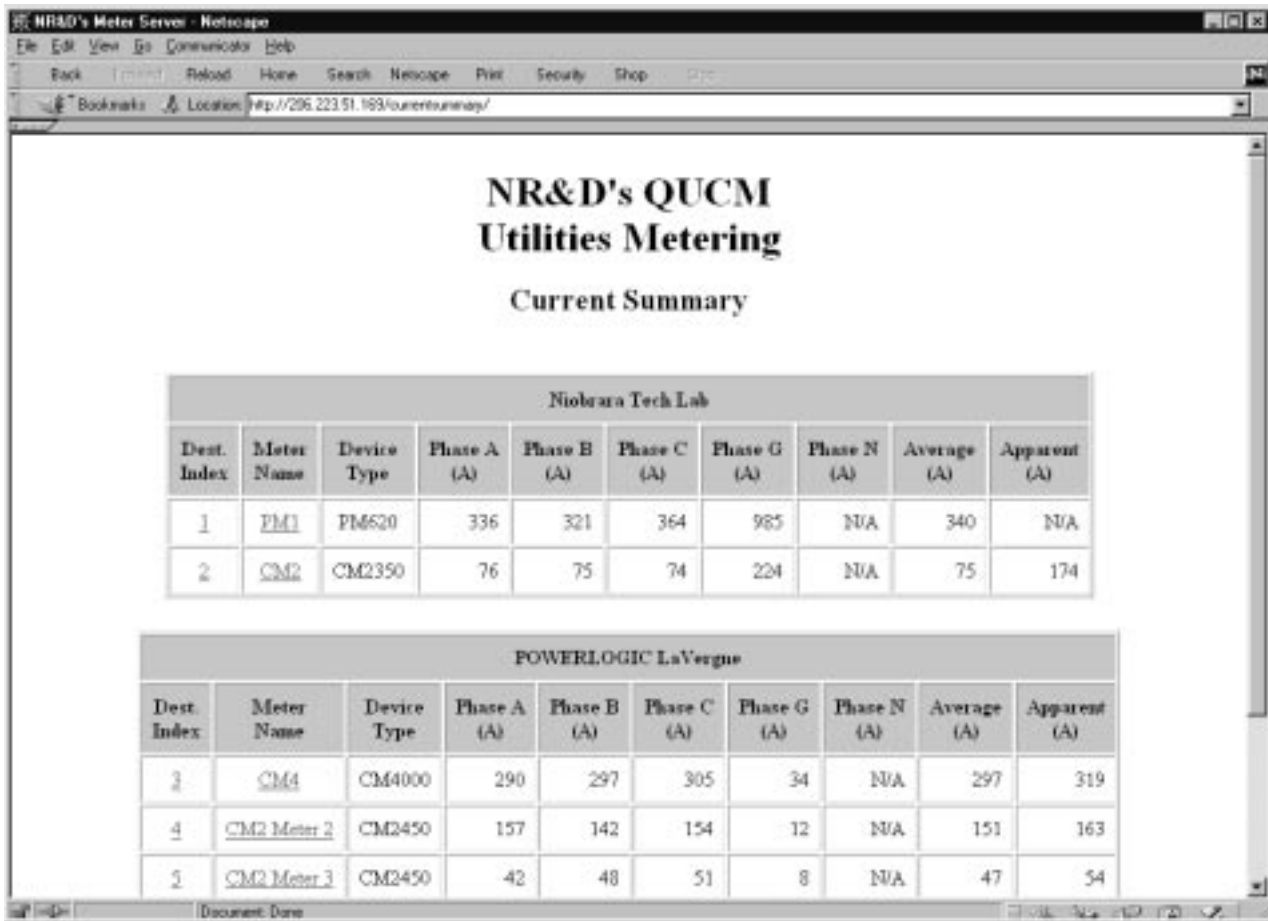 NR&D's Meter Server - Netscape
File Edit View Go Communicator Help
Back Reload Home Search Netscape Print Security Shop
Bookmarks Location: http://206.223.51.169/currentsummary/
NR&D's QUCM
Utilities Metering
Current Summary
Niobrara Tech Lab
Dest. Index Meter Name Device Type Phase A (A) Phase B (A) Phase C (A) Phase G (A) Phase N (A) Average (A) Apparent (A)
1 PM1 PM620 336 321 364 985 N/A 340 N/A
2 CM2 CM2350 76 75 74 224 N/A 75 174
POWERLOGIC LaVergne
Dest. Index Meter Name Device Type Phase A (A) Phase B (A) Phase C (A) Phase G (A) Phase N (A) Average (A) Apparent (A)
3 CM4 CM4000 290 297 305 34 N/A 297 319
4 CM2 Meter 2 CM2450 157 142 154 12 N/A 151 163
5 CM2 Meter 3 CM2450 42 48 51 8 N/A 47 54
Document: Done